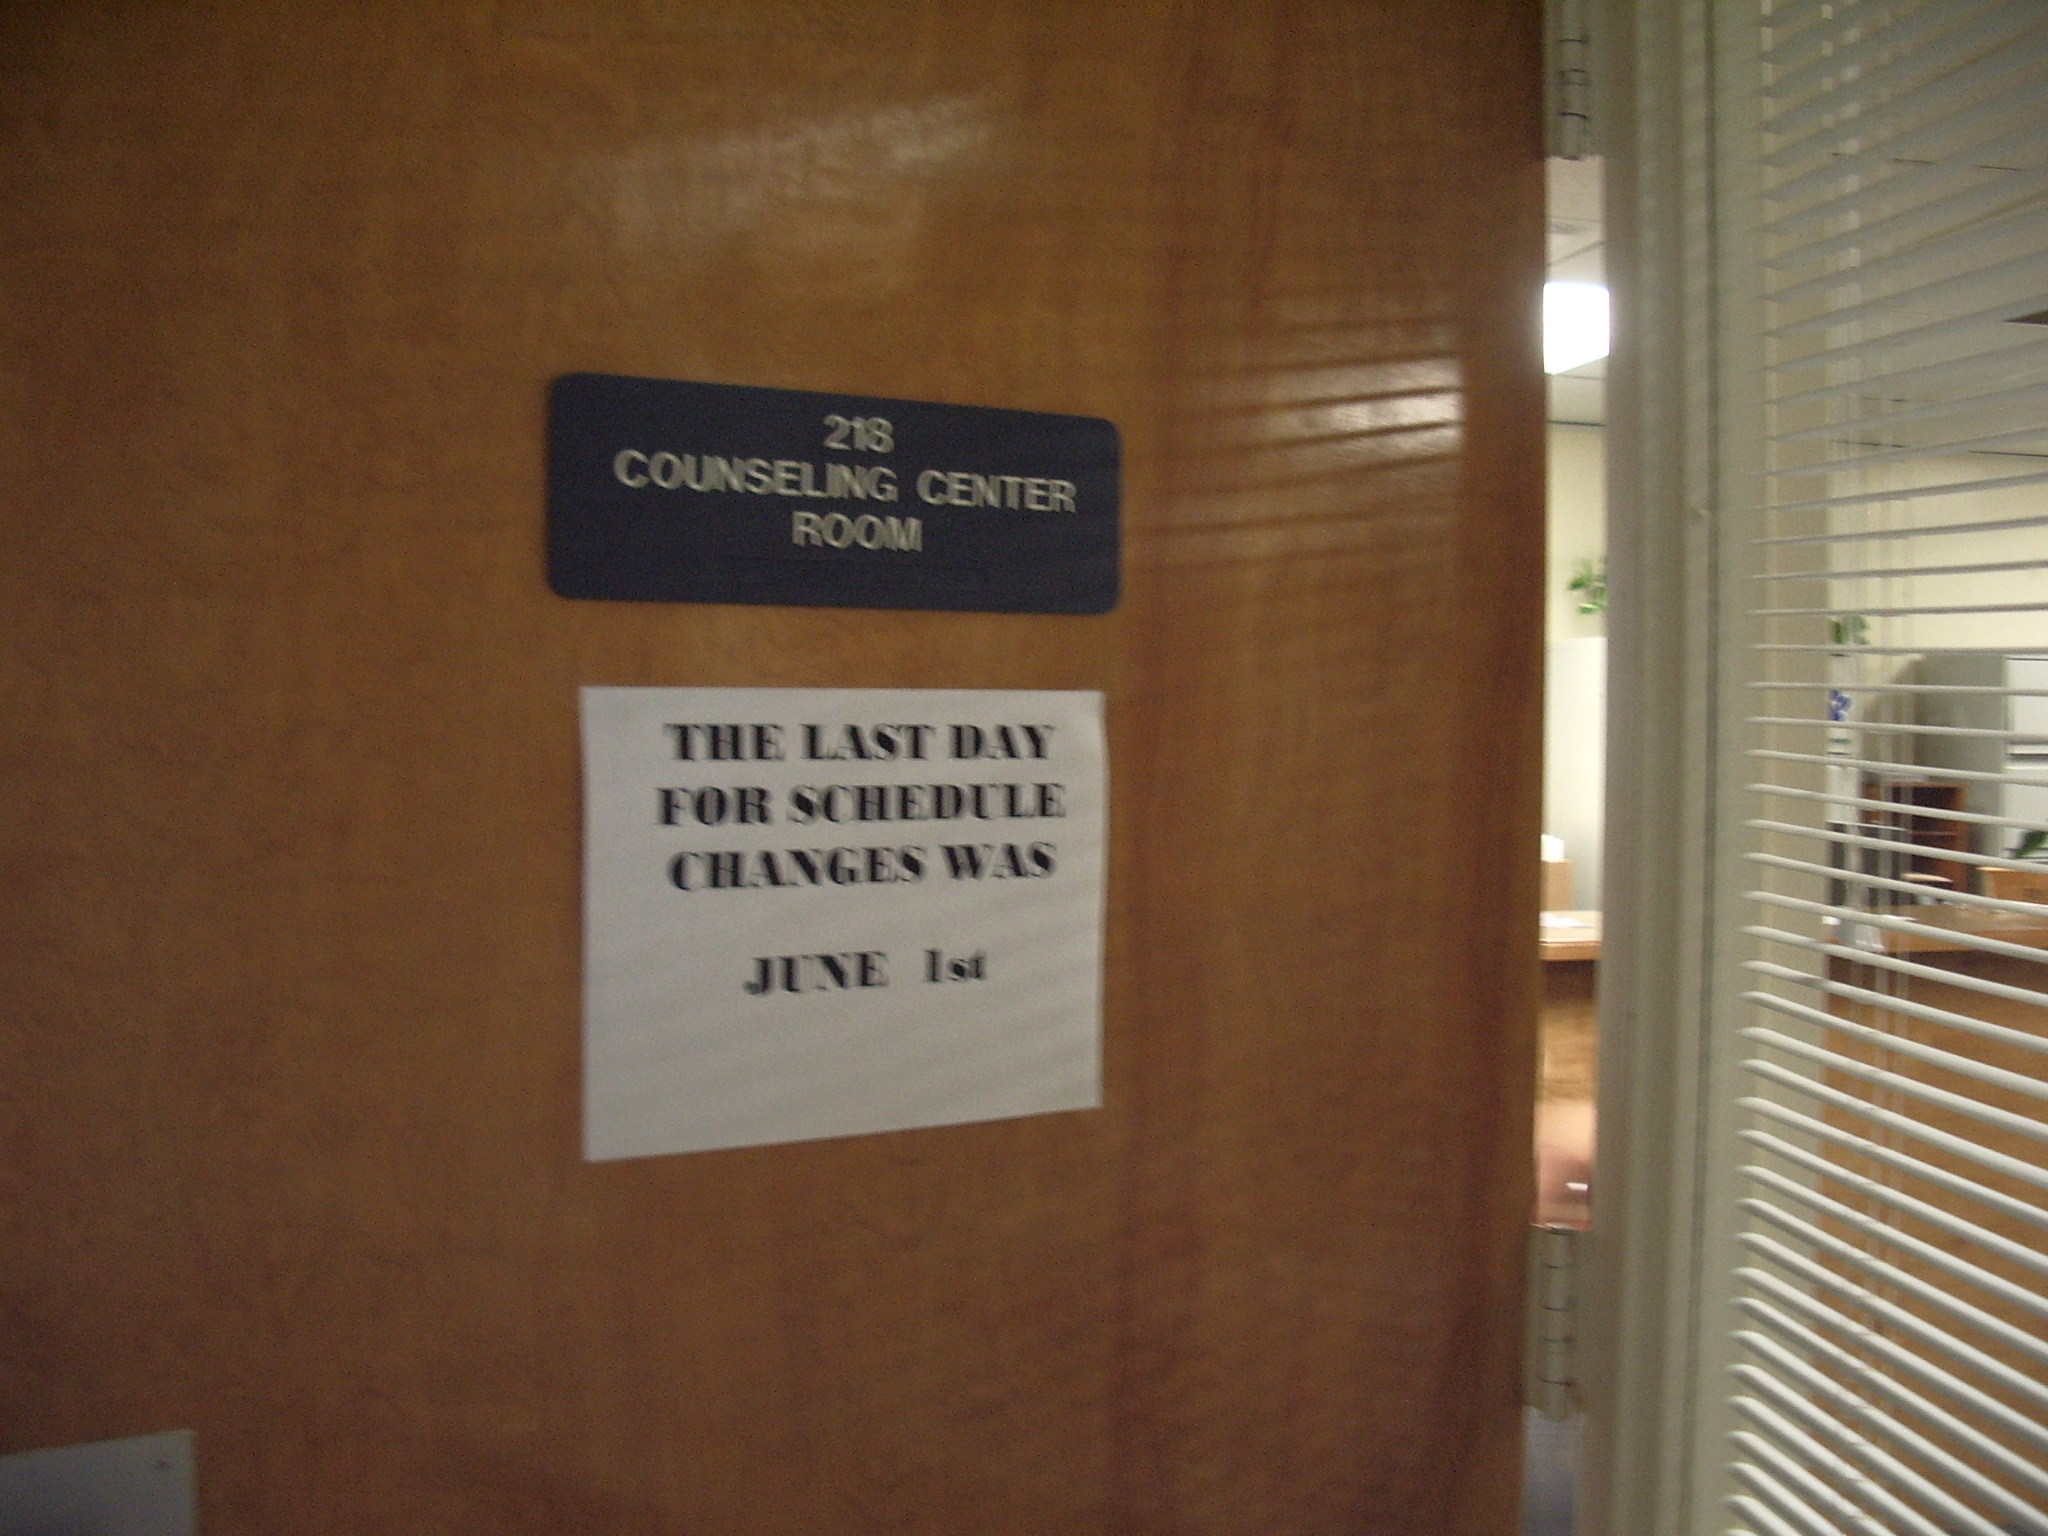 218
COUNSELING CENTER
ROOM
THE LAST DAY
FOR SCHEDULE
CHANGES WAS
JUNE 1st